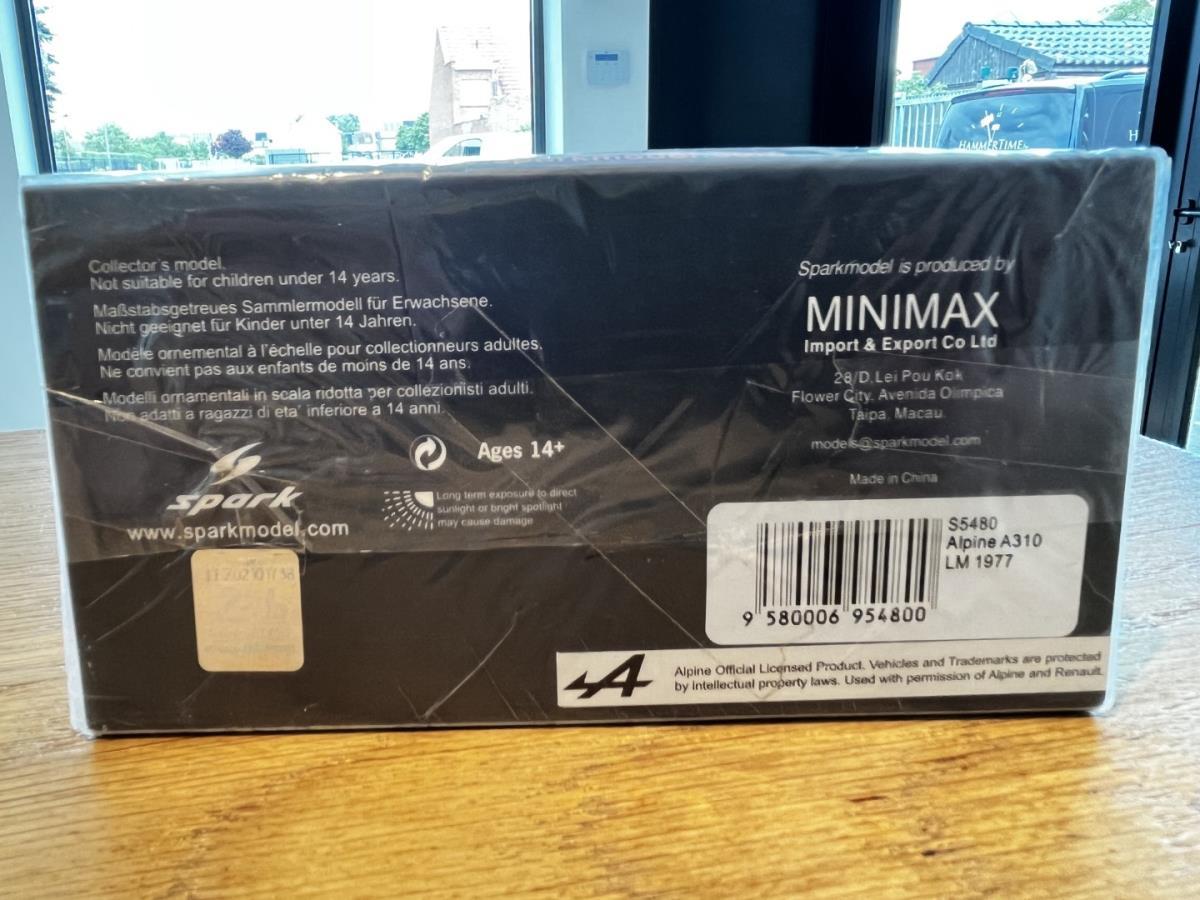 HAMMERTIME
H
Collector's model.
Not suitable for children under 14 years.
Maßstabsgetreues Sammlermodell für Erwachsene.
Nicht geeignet für Kinder unter 14 Jahren.
Modèle ornemental à l'échelle pour collectionneurs adultes.
Ne convient pas aux enfants de moins de 14 ans.
Modelli ornamentali in scala ridotta per collezionisti adulti.
Non adatti a ragazzi di eta' inferiore a 14 anni.
spark
www.sparkmodel.com
Ages 14+
Long term exposure to direct
sunlight or bright spotlight
may cause damage
Sparkmodel is produced by
MINIMAX
Import & Export Co Ltd
28/D.Lei Pou Kok
Flower City. Avenida Olimpica
Taipa, Macau.
models@sparkmodel.com
Made in China
S5480
Alpine A310
LM 1977
9 580006 954800
Alpine Official Licensed Product. Vehicles and Trademarks are protected
by intellectual property laws. Used with permission of Alpine and Renault.